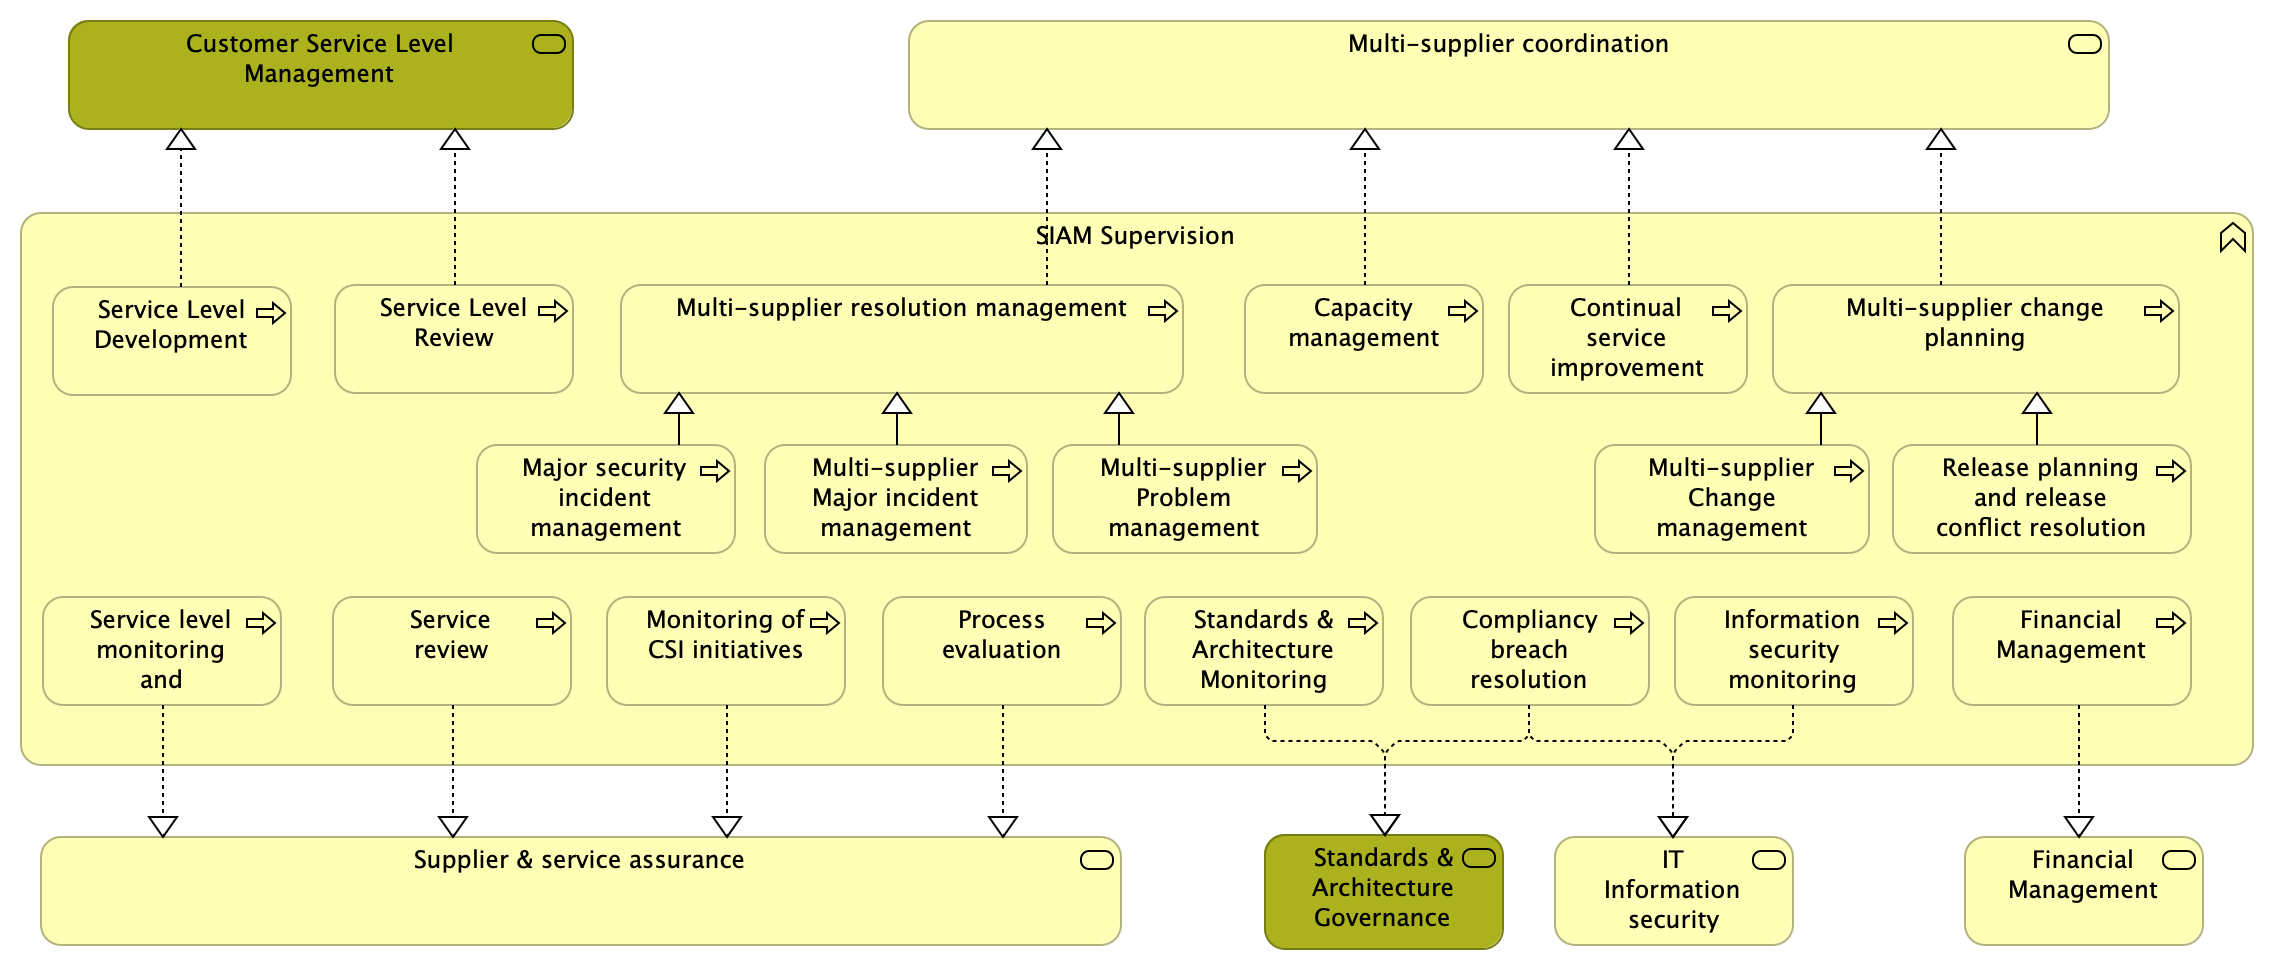 Customer Service Level
Management
Multi-supplier coordination
SIAM Supervision
Service Level
Development
Service Level
Review
Multi-supplier resolution management
Capacity
management
Continual
service
improvement
Multi-supplier change
planning
Major security
incident
management
Multi-supplier
Major incident
management
Multi-supplier
Problem
management
Multi-supplier
Change
management
Release planning
and release
conflict resolution
Service level
monitoring
and
Service
review
Monitoring of
CSI initiatives
Process
evaluation
Standards &
Architecture
Monitoring
Compliancy
breach
resolution
Information
security
monitoring
Financial
Management
Supplier & service assurance
Standards &
Architecture
Governance
IT
Information
security
Financial
Management